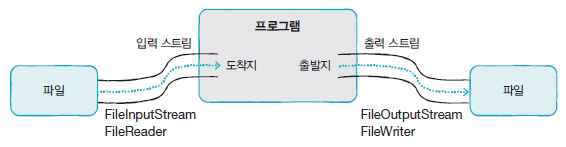 프로그램
입력 스트림
출력 스트림
도착지
출발지
파일
파일
FileInputStream
FileReader
FileOutputStream
FileWriter